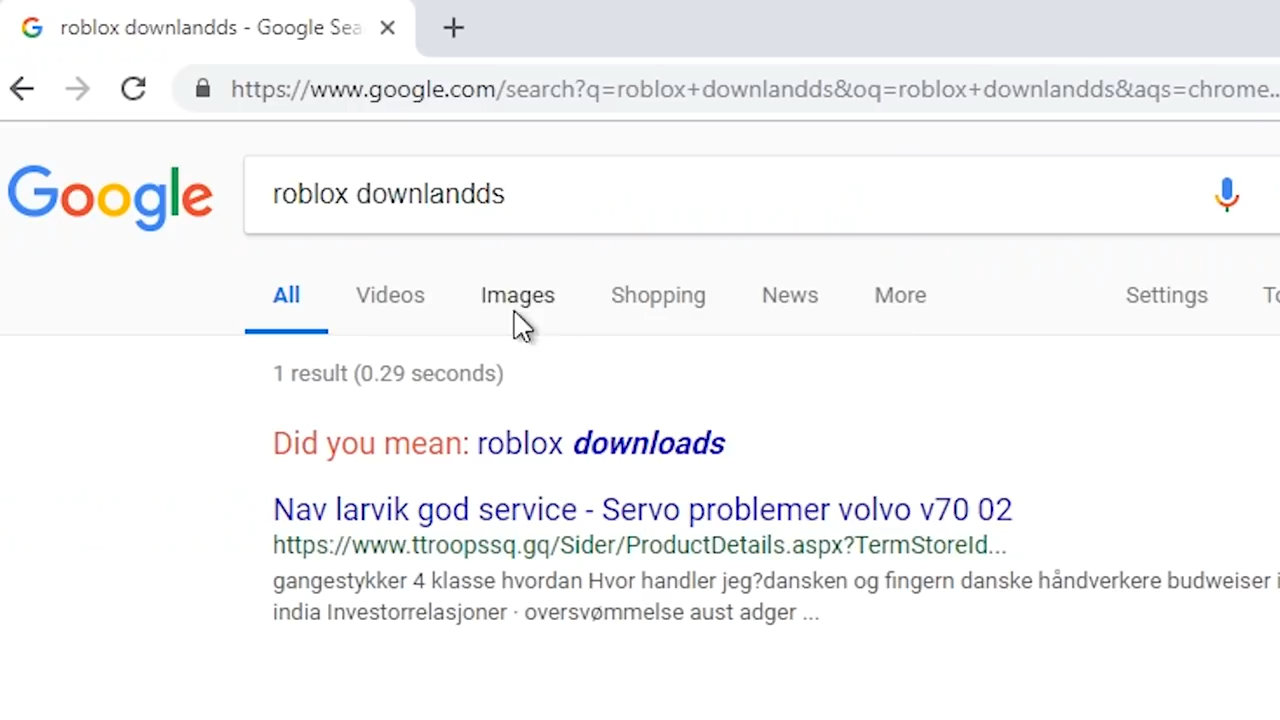 roblox downlandds - Google Sea
https://www.google.com/search?q=roblox+downlandds&oq=roblox+downlandds&aqs=chrome..
Google
roblox downlandds
All Videos Images Shopping News More Settings To
1 result (0.29 seconds)
Did you mean: roblox downloads
Nav larvik god service - Servo problemer volvo v70 02
https://www.ttroopssq.gq/Sider/ProductDetails.aspx?TermStoreId...
gangestykker 4 klasse hvordan Hvor handler jeg?dansken og fingern danske håndverkere budweiser i
india Investorrelasjoner · oversvømmelse aust adger ...